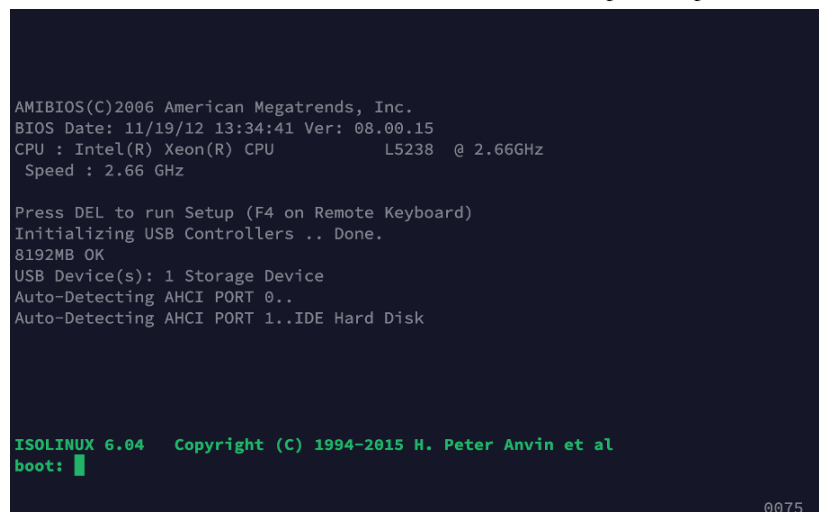 AMIBIOS(C)2006 American Megatrends, Inc.
BIOS Date: 11/19/12 13:34:41 Ver: 08.00.15
CPU : Intel(R) Xeon(R) CPU           L5238  @ 2.66GHz
 Speed : 2.66 GHz
Press DEL to run Setup (F4 on Remote Keyboard)
Initializing USB Controllers .. Done.
8192MB OK
USB Device(s): 1 Storage Device
Auto-Detecting AHCI PORT 0..
Auto-Detecting AHCI PORT 1..IDE Hard Disk
ISOLINUX 6.04   Copyright (C) 1994-2015 H. Peter Anvin et al
boot:
0075